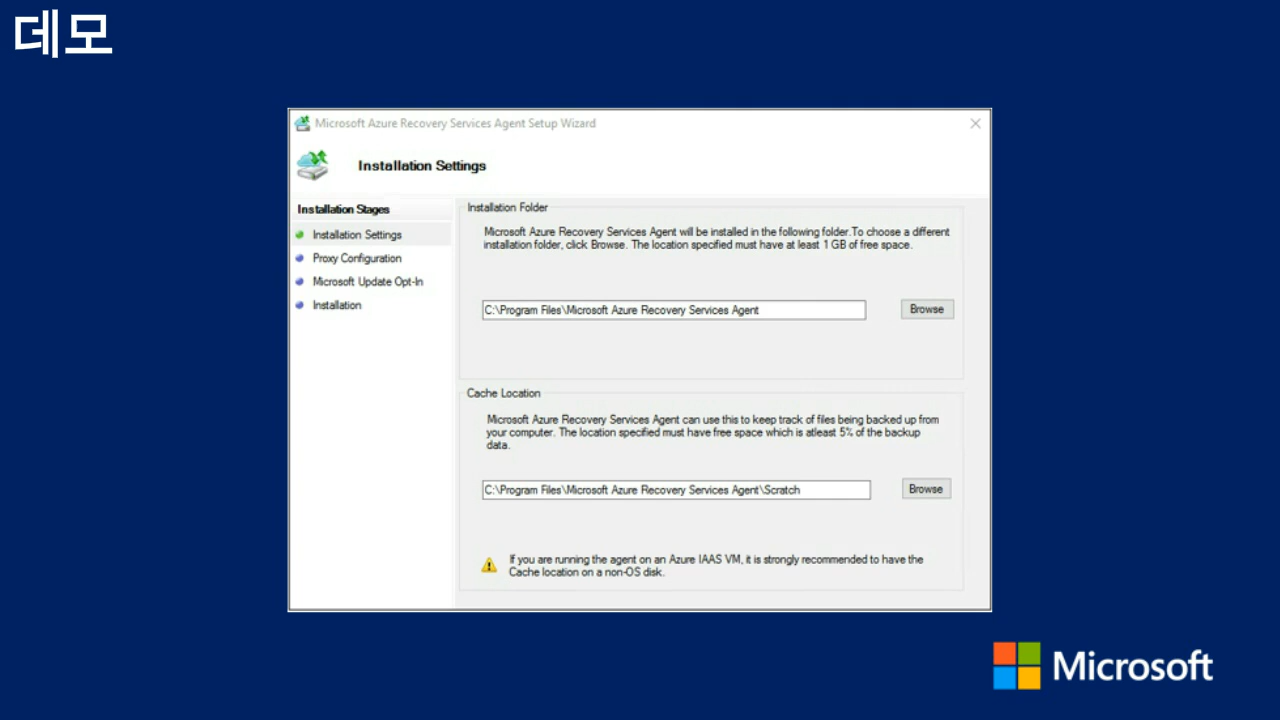 데모
Microsoft Azure Recovery Services Agent Setup Wizard
Installation Settings
Installation Stages
Installation Settings
Proxy Configuration
Microsoft Update Opt-In
Installation
Installation Folder
Microsoft Azure Recovery Services Agent will be installed in the following folder.To choose a different
installation folder, click Browse. The location specified must have at least 1 GB of free space.
C:\Program Files\Microsoft Azure Recovery Services Agent
Browse
Cache Location
Microsoft Azure Recovery Services Agent can use this to keep track of files being backed up from
your computer. The location specified must have free space which is atleast 5% of the backup
data.
C:\Program Files\Microsoft Azure Recovery Services Agent\Scratch
Browse
If you are running the agent on an Azure IAAS VM, it is strongly recommended to have the
Cache location on a non-OS disk.
Microsoft